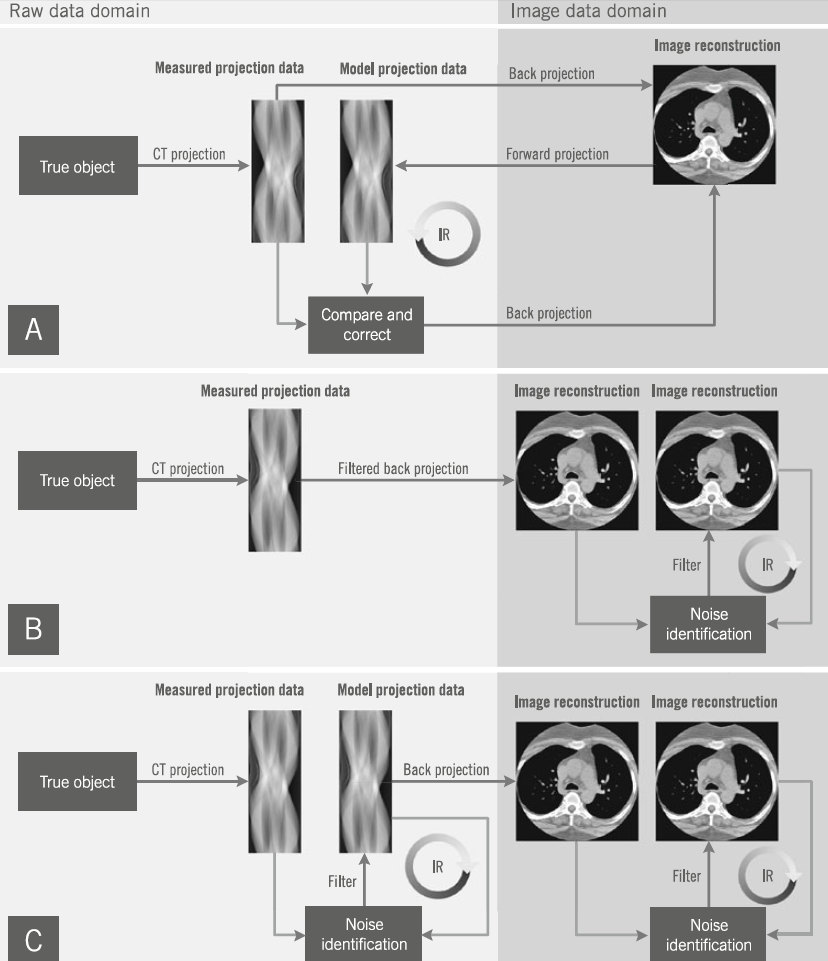 Raw data domain
Image data domain
Image reconstruction
Measured projection data
Model projection data
Back projection
True object
CT projection
Forward projection
IR
Compare and
correct
Back projection
A
Measured projection data
Image reconstruction
Image reconstruction
True object
CT projection
Filtered back projection
Filter
IR
Noise
identification
B
Measured projection data
Model projection data
Image reconstruction
Image reconstruction
True object
CT projection
Back projection
Filter
IR
Filter
IR
Noise
identification
Noise
identification
C